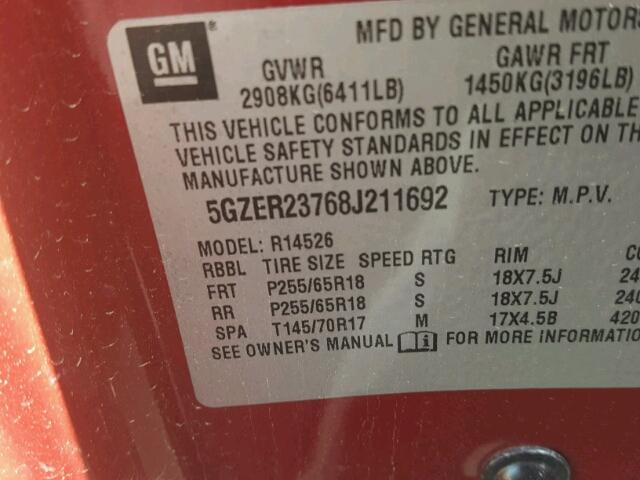 GM ®
MFD BY GENERAL MOTORS
GVWR GAWR FRT
2908KG(6411LB) 1450KG(3196LB)
THIS VEHICLE CONFORMS TO ALL APPLICABLE
VEHICLE SAFETY STANDARDS IN EFFECT ON
MANUFACTURE SHOWN ABOVE.
5GZER23768J211692 TYPE: M.P.V.
MODEL: R14526
RBBL TIRE SIZE SPEED RTG RIM
FRT P255/65R18 S 18X7.5J
RR P255/65R18 S 18X7.5J 240
SPA T145/70R17 M 17X4.5B 420
SEE OWNER'S MANUAL i FOR MORE INFORMATION